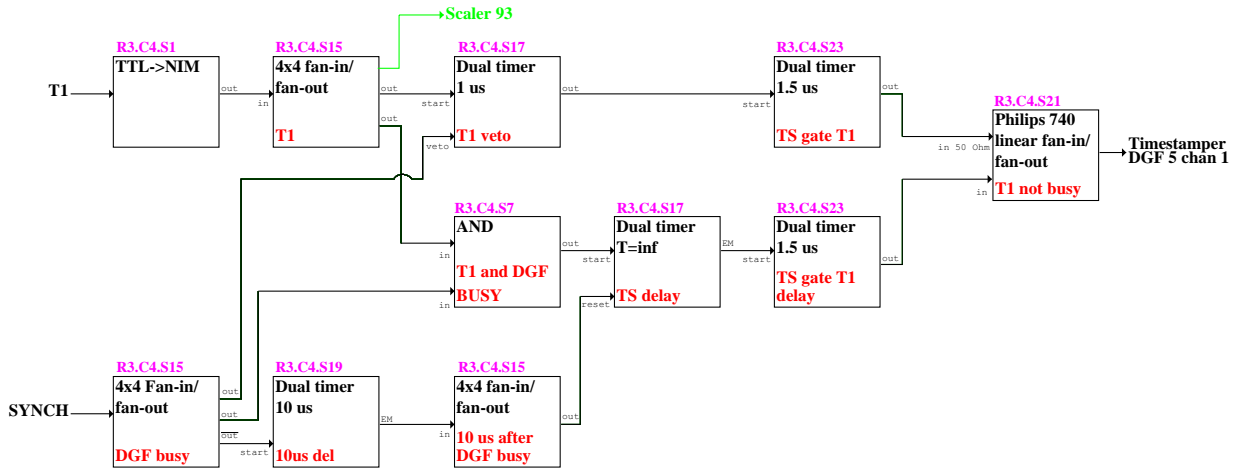 Scaler 93
R3.C4.S1
R3.C4.S15
R3.C4.S17
R3.C4.S23
TTL->NIM
4x4 fan-in/
fan-out
Dual timer
1 us
Dual timer
1.5 us
T1
out
in
out
start
out
start
out
out
T1
T1 veto
veto
TS gate T1
R3.C4.S21
Philips 740
linear fan-in/
fan-out
in 50 Ohm
T1 not busy
in
Timestamper
DGF 5 chan 1
R3.C4.S7
R3.C4.S17
R3.C4.S23
AND
Dual timer
T=inf
Dual timer
1.5 us
in
out
start
EM
start
out
T1 and DGF
BUSY
in
TS delay
reset
TS gate T1
delay
R3.C4.S15
R3.C4.S19
R3.C4.S15
4x4 Fan-in/
fan-out
Dual timer
10 us
4x4 fan-in/
fan-out
SYNCH
out
out
out
start
EM
in
out
DGF busy
10us del
10 us after
DGF busy